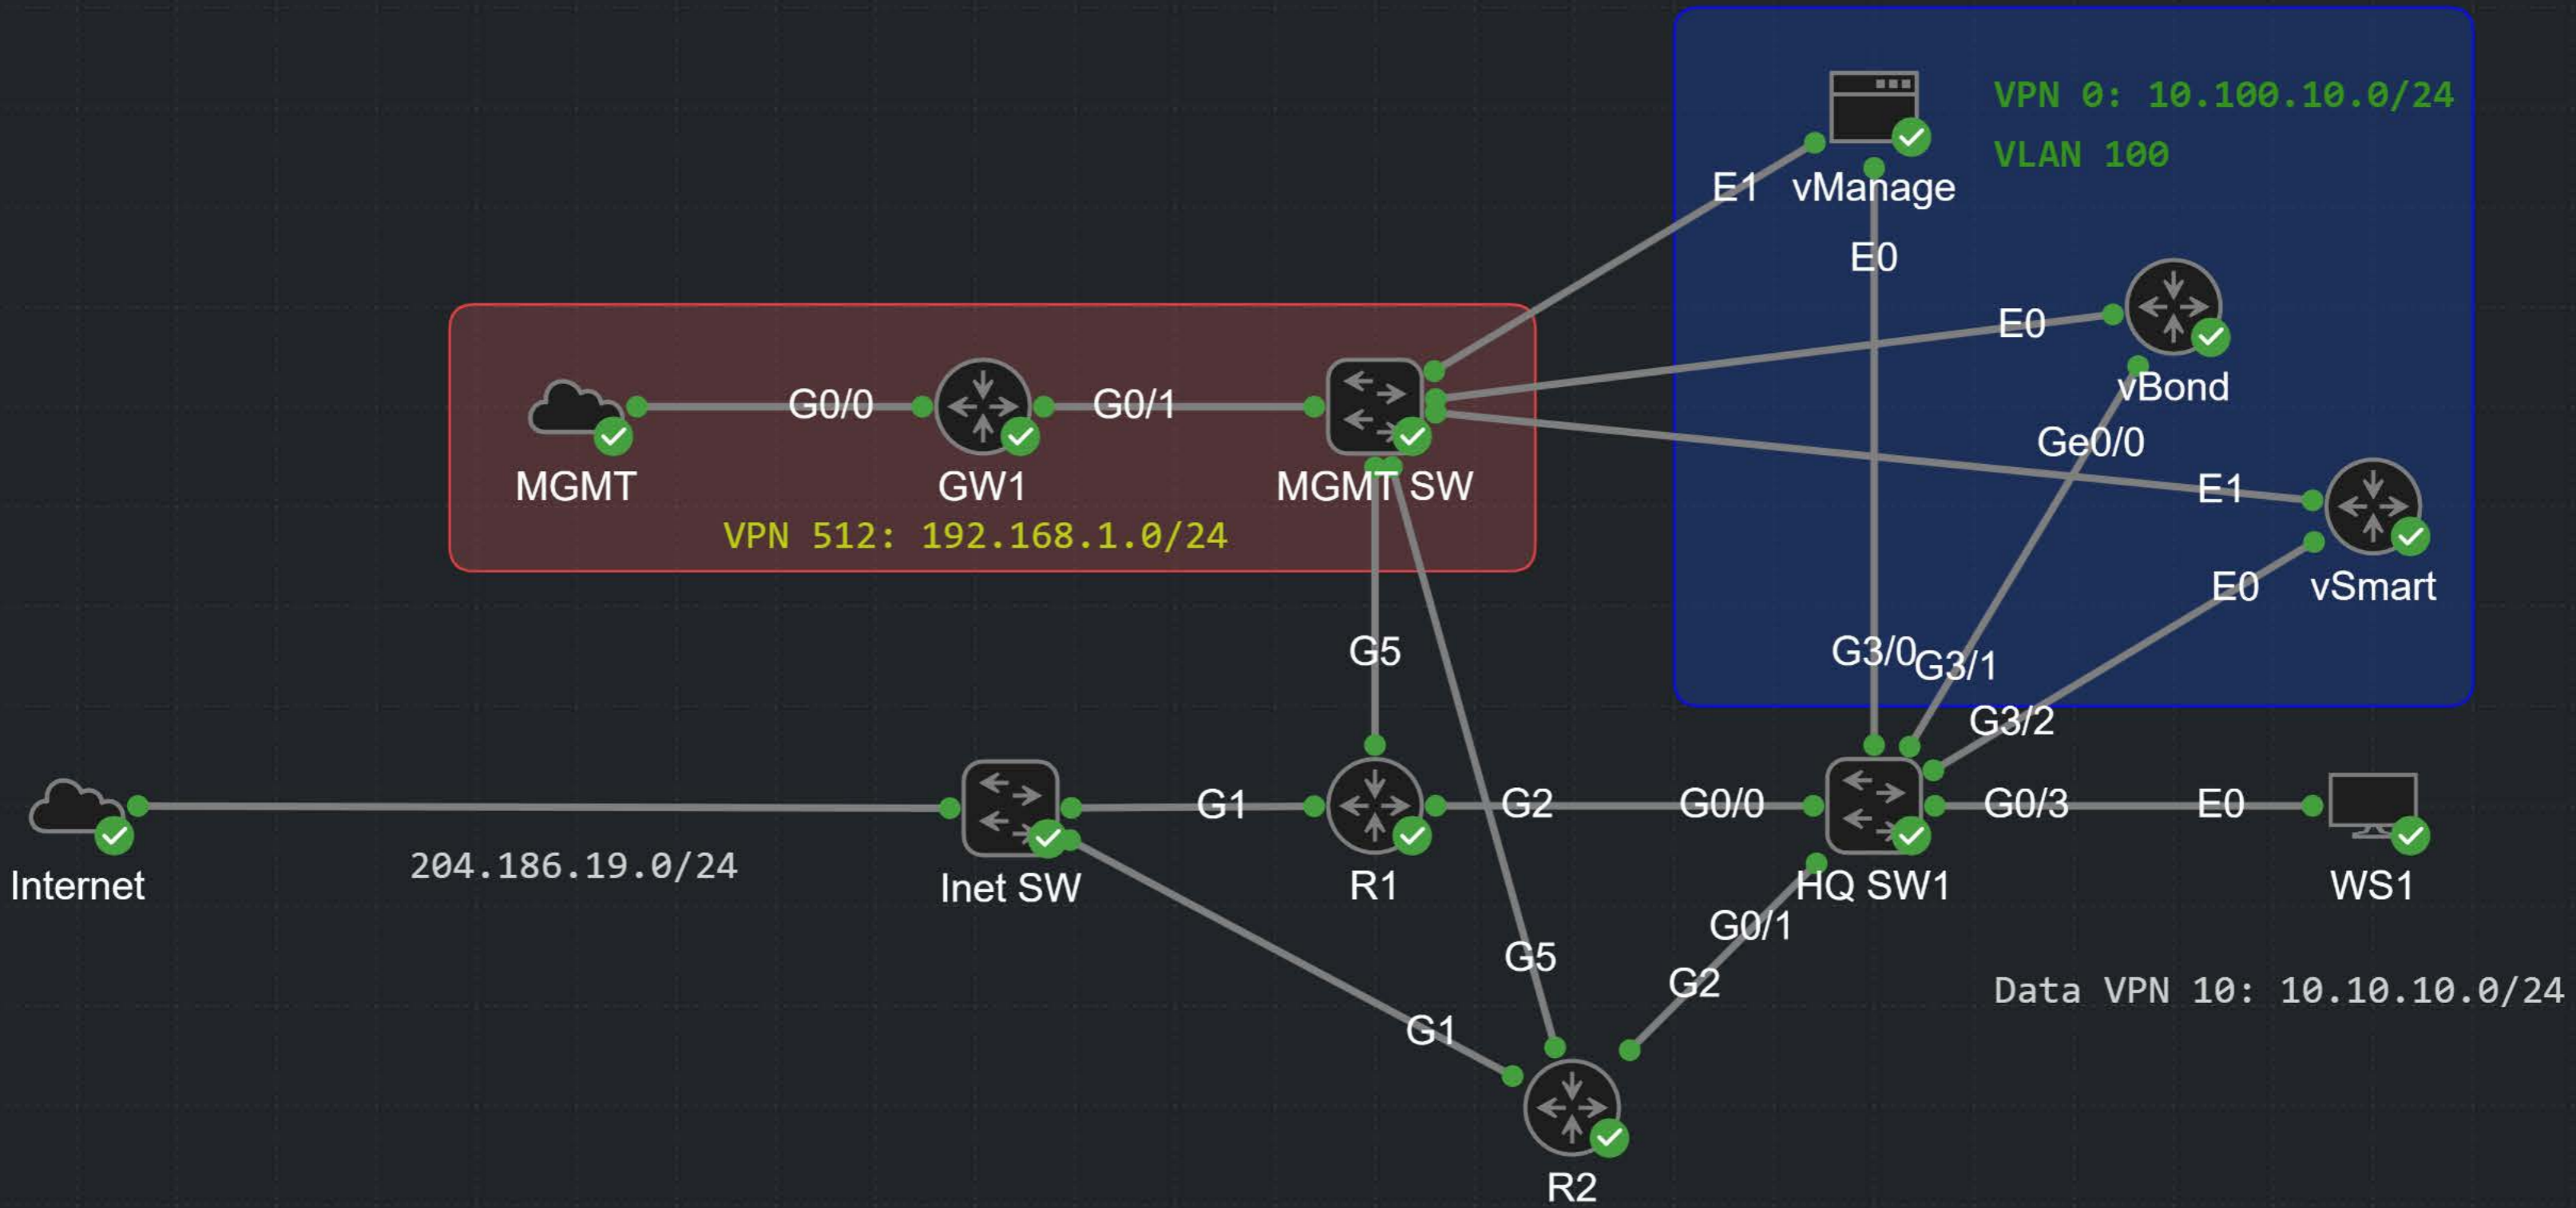 VPN 0: 10.100.10.0/24
VLAN 100
E1
vManage
E0
E0
vBond
G0/0
G0/1
Ge0/0
MGMT
GW1
MGMT SW
E1
VPN 512: 192.168.1.0/24
E0
vSmart
G5
G3/0
G3/1
G3/2
G1
G2
G0/0
G0/3
E0
204.186.19.0/24
Internet
Inet SW
R1
HQ SW1
WS1
G0/1
G5
G2
Data VPN 10: 10.10.10.0/24
G1
R2